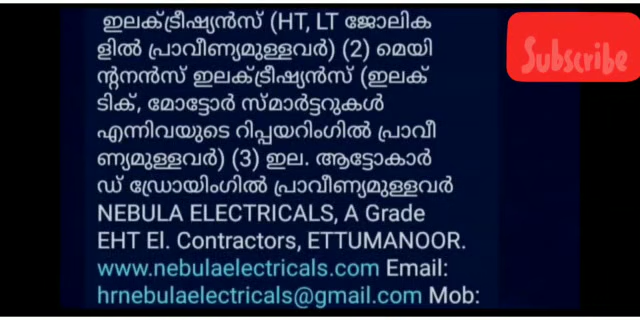 ഇലക്ട്രീഷ്യൻസ് (HT, LT ജോലിക
ളിൽ പ്രാവീണ്യമുള്ളവർ) (2) മെയി
ന്റനൻസ് ഇലക്ട്രീഷ്യൻസ് (ഇലക്
ടിക്, മോട്ടോർ സ്മാർട്ടറുകൾ
എന്നിവയുടെ റിപ്പയറിംഗിൽ പ്രാവീ
ണ്യമുള്ളവർ) (3) ഇല. ആട്ടോകാർ
ഡ് ഡ്രോയിംഗിൽ പ്രാവീണ്യമുള്ളവർ
NEBULA ELECTRICALS, A Grade
EHT El. Contractors, ETTUMANOOR.
www.nebulaelectricals.com Email:
hrnebulaelectricals@gmail.com Mob:
Subscribe